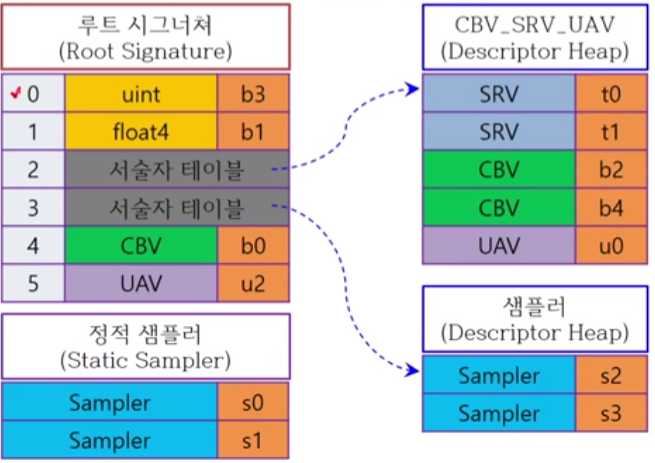 루트 시그너쳐
(Root Signature)
0 uint b3
1 float4 b1
2 서술자 테이블
3 서술자 테이블
4 CBV b0
5 UAV u2
정적 샘플러
(Static Sampler)
Sampler s0
Sampler s1
CBV_SRV_UAV
(Descriptor Heap)
SRV t0
SRV t1
CBV b2
CBV b4
UAV u0
샘플러
(Descriptor Heap)
Sampler s2
Sampler s3